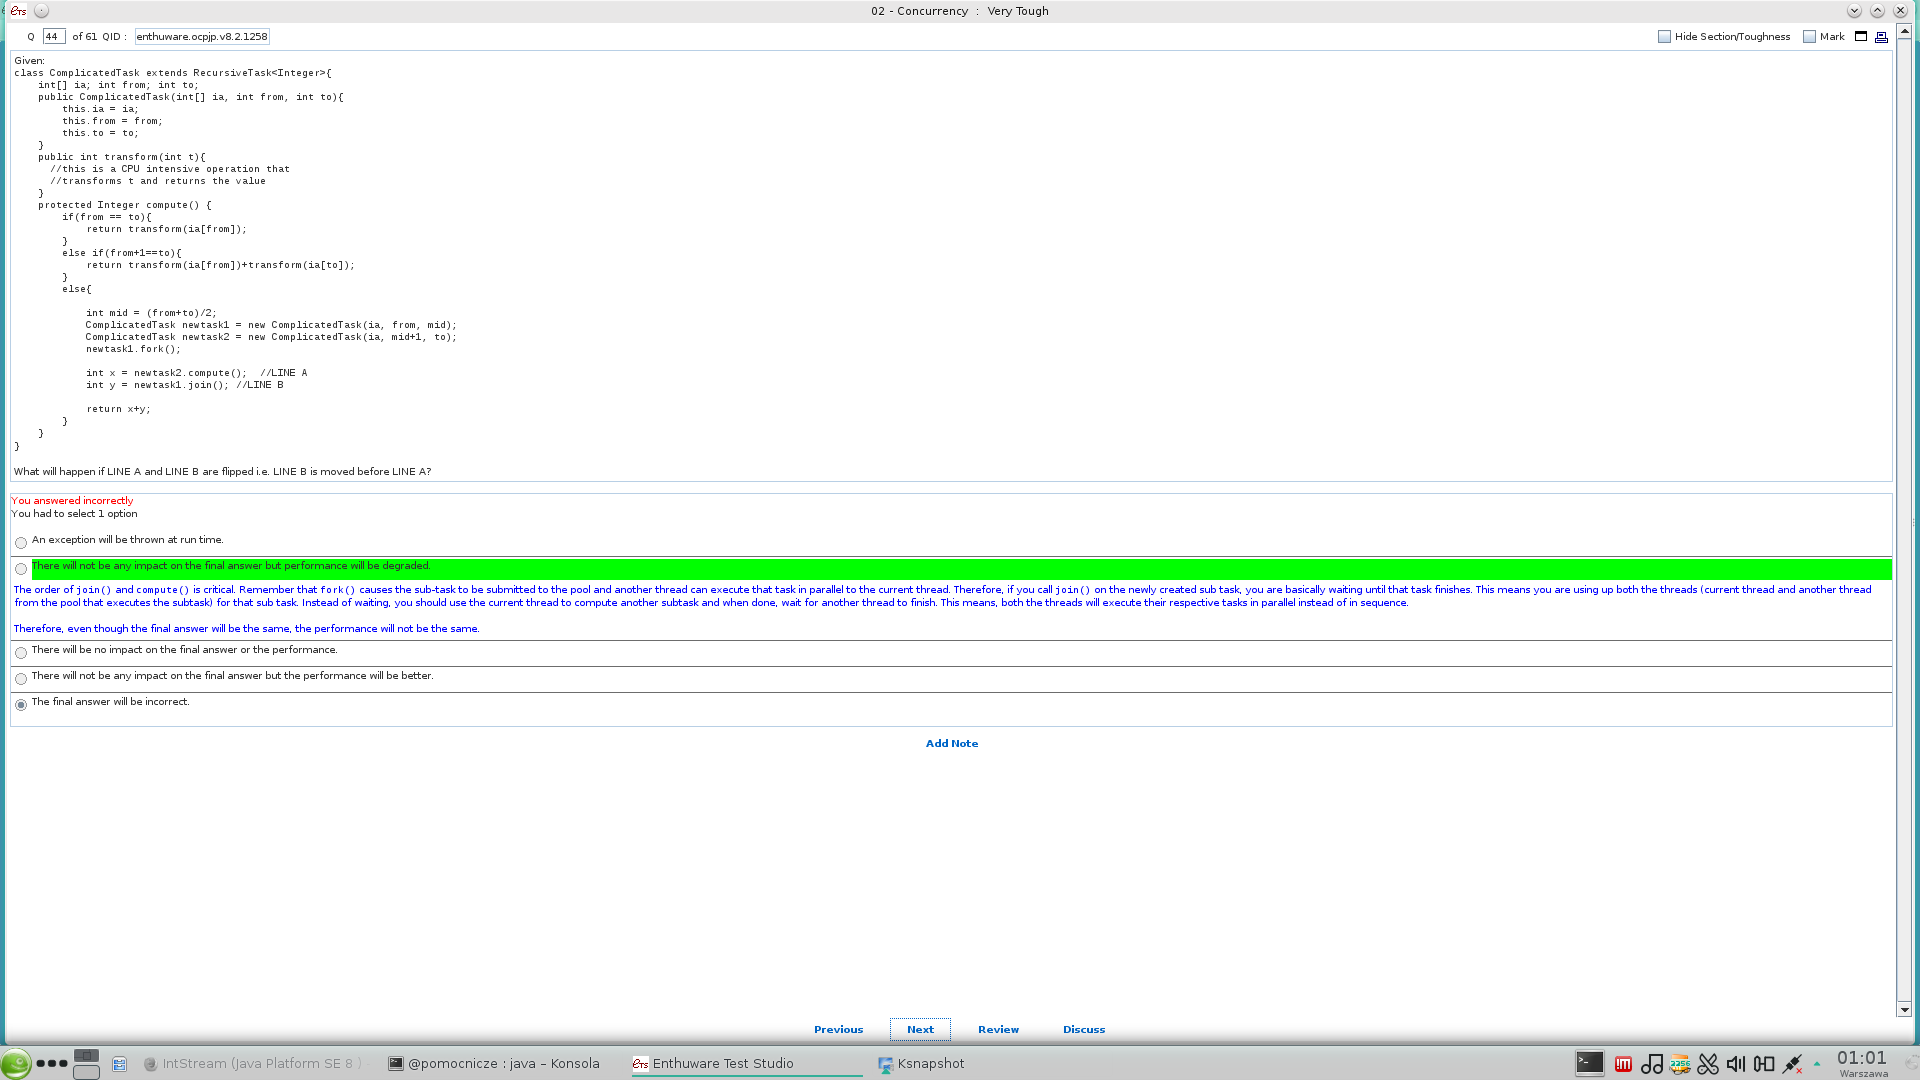 02 - Concurrency : Very Tough
Q 44 of 61 QID : enthuware.ocpjp.v8.2.1258
Hide Section/Toughness Mark
Given:
class ComplicatedTask extends RecursiveTask<Integer>{
    int[] ia; int from; int to;
    public ComplicatedTask(int[] ia, int from, int to){
        this.ia = ia;
        this.from = from;
        this.to = to;
    }
    public int transform(int t){
      //this is a CPU intensive operation that
      //transforms t and returns the value
    }
    protected Integer compute() {
        if(from == to){
            return transform(ia[from]);
        }
        else if(from+1==to){
            return transform(ia[from])+transform(ia[to]);
        }
        else{
            int mid = (from+to)/2;
            ComplicatedTask newtask1 = new ComplicatedTask(ia, from, mid);
            ComplicatedTask newtask2 = new ComplicatedTask(ia, mid+1, to);
            newtask1.fork();
            int x = newtask2.compute();  //LINE A
            int y = newtask1.join(); //LINE B
            return x+y;
        }
    }
}
What will happen if LINE A and LINE B are flipped i.e. LINE B is moved before LINE A?
You answered incorrectly
You had to select 1 option
An exception will be thrown at run time.
There will not be any impact on the final answer but performance will be degraded.
The order of join() and compute() is critical. Remember that fork() causes the sub-task to be submitted to the pool and another thread can execute that task in parallel to the current thread. Therefore, if you call join() on the newly created sub task, you are basically waiting until that task finishes. This means you are using up both the threads (current thread and another thread
from the pool that executes the subtask) for that sub task. Instead of waiting, you should use the current thread to compute another subtask and when done, wait for another thread to finish. This means, both the threads will execute their respective tasks in parallel instead of in sequence.
Therefore, even though the final answer will be the same, the performance will not be the same.
There will be no impact on the final answer or the performance.
There will not be any impact on the final answer but the performance will be better.
The final answer will be incorrect.
Add Note
Previous Next Review Discuss
IntStream (Java Platform SE 8 ) @pomocnicze : java – Konsola ETS Enthuware Test Studio Ksnapshot 01:01
Warszawa